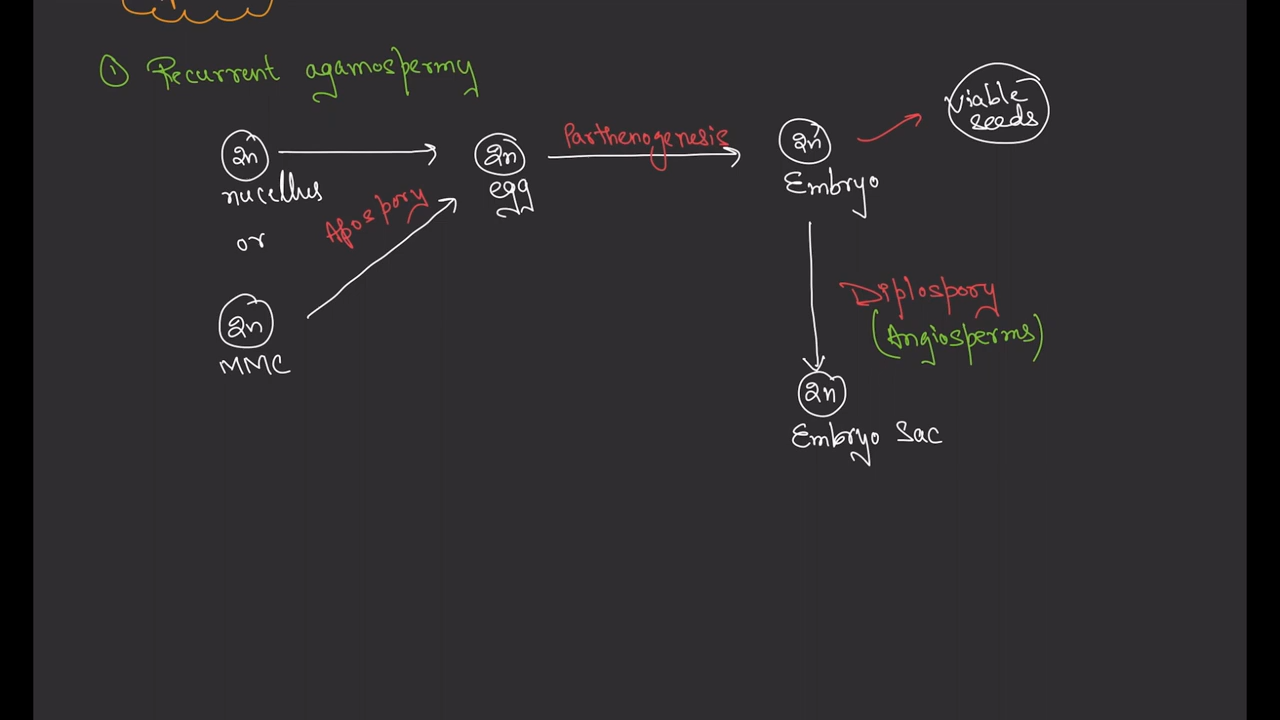 ① Recurrent agamospermy
viable seeds
2n
nucellus
2n
egg
Parthenogenesis
2n
Embryo
Apospory
or
2n
MMC
Diplospory
(Angiosperms)
2n
Embryo Sac